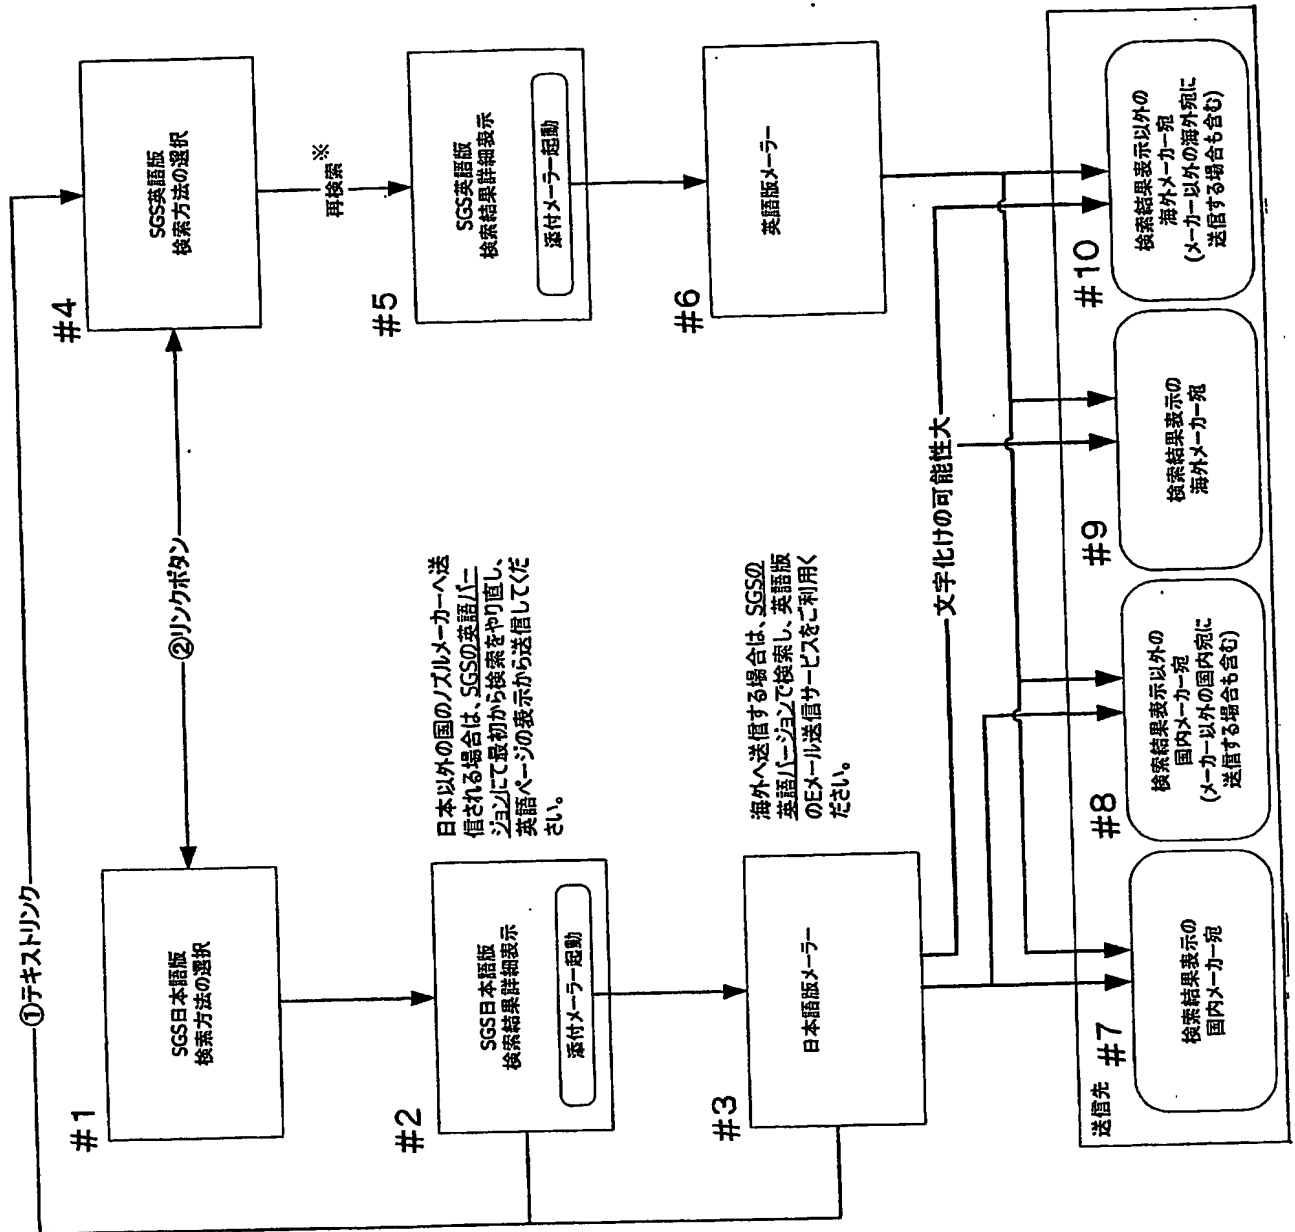 ①テキストリンク
#1
SGS日本語版
検索方法の選択
②リンクボタン
#4
SGS英語版
検索方法の選択
再検索※
#2
SGS日本語版
検索結果詳細表示
添付メーラー起動
日本以外の国のノズルメーカーへ送
信される場合は、SGSの英語バー
ジョンにて最初から検索をやり直し、
英語ページの表示から送信してくだ
さい。
#5
SGS英語版
検索結果詳細表示
添付メーラー起動
#3
日本語版メーラー
海外へ送信する場合は、SGSの
英語バージョンで検索し、英語版
のEメール送信サービスをご利用く
ださい。
#6
英語版メーラー
文字化けの可能性大
送信先
#7
検索結果表示の
国内メーカー宛
#8
検索結果表示以外の
国内メーカー宛
(メーカー以外の国内宛に
送信する場合も含む)
#9
検索結果表示の
海外メーカー宛
#10
検索結果表示以外の
海外メーカー宛
(メーカー以外の海外宛に
送信する場合も含む)